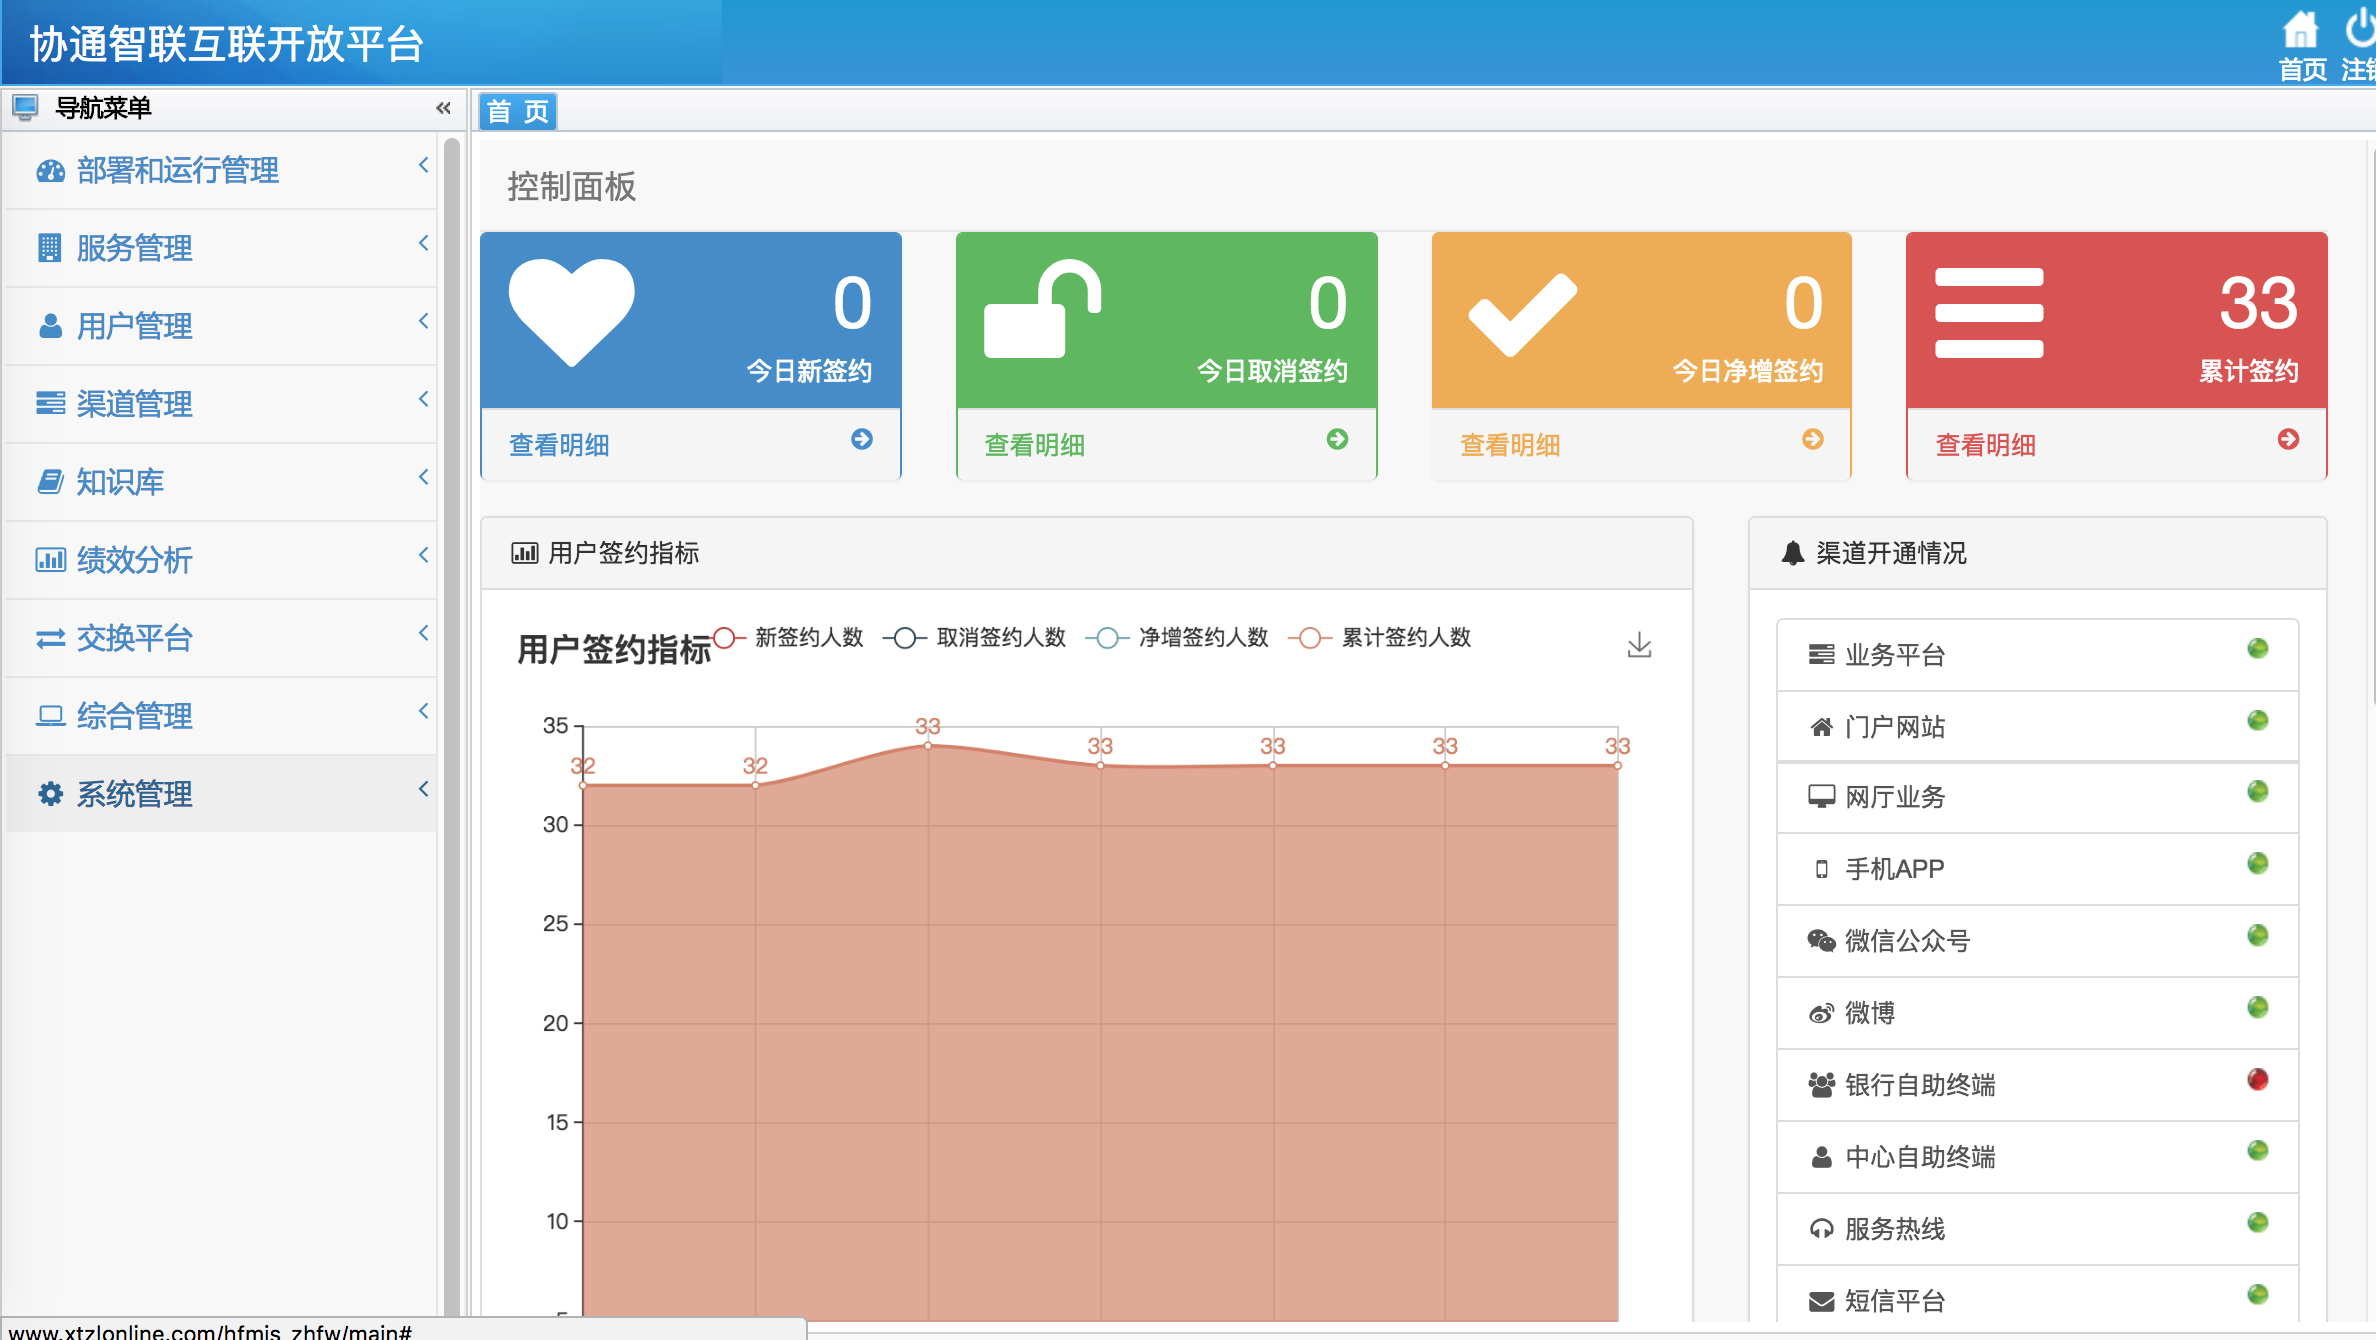 协通智联互联开放平台
首页
导航菜单
首 页
部署和运行管理
服务管理
用户管理
渠道管理
知识库
绩效分析
交换平台
综合管理
系统管理
控制面板
0
今日新签约
查看明细
0
今日取消签约
查看明细
0
今日净增签约
查看明细
33
累计签约
查看明细
用户签约指标
用户签约指标
新签约人数 取消签约人数 净增签约人数 累计签约人数
35
30
25
20
15
10
32 32 33 33 33 33 33
渠道开通情况
业务平台
门户网站
网厅业务
手机APP
微信公众号
微博
银行自助终端
中心自助终端
服务热线
短信平台
www.xtzlonline.com/hfmis_zhfw/main#